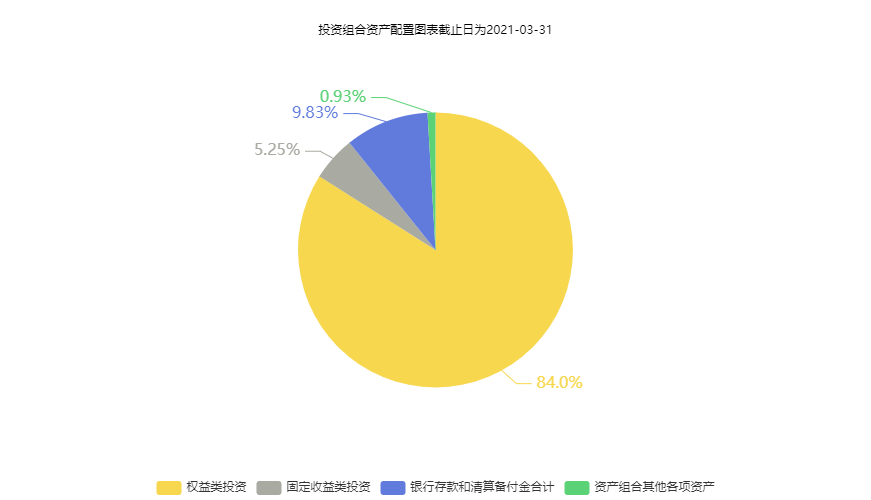 投资组合资产配置图表截止日为2021-03-31
0.93%
9.83%
5.25%
84.0%
权益类投资 固定收益类投资 银行存款和清算备付金合计 资产组合其他各项资产